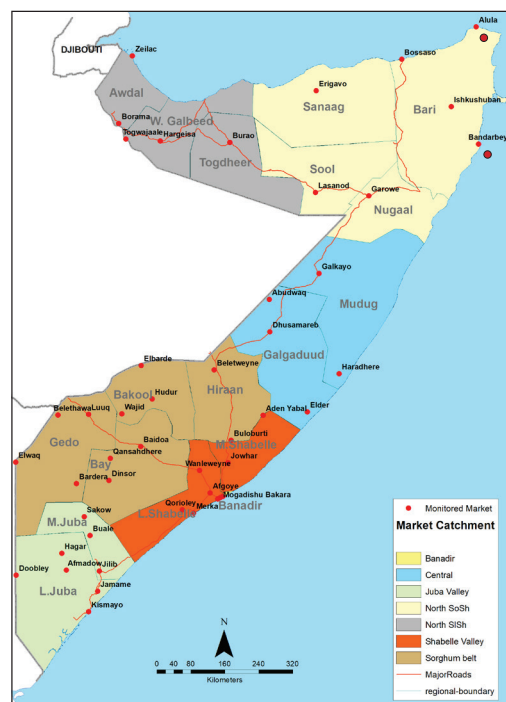 Alula
DJIBOUTI
Zeilac
Bossaso
Awdal
Erigavo
Sanaag
Bari
Ishkushuban
Borama
W. Galbeed
Togwajaale
Hargeisa
Burao
Bandarbey
Togdheer
Sool
Lasanod
Garowe
Nugaal
Galkayo
Abudwaq
Mudug
Dhusamareb
Galgaduud
Elbarde
Beletweyne
Haradhere
Bakool
Hudur
Hiraan
Belethawa
Luuq
Wajid
Aden Yabal
Elder
Gedo
Baidoa
Buloburti
M.Shabelle
Elwaq
Qansahdhere
Bay
Wanleweyne
Jowhar
Bardera
Dinsor
Afgoye
Mogadishu Bakara
Sakow
Qorioley
Merka
Banadir
L.Shabelle
M.Juba
Buale
Hagar
Doobley
Afmadow
Jilib
L.Juba
Jamame
Kismayo
N
0 40 80 160 240 320
Kilometers
Monitored Market
Market Catchment
Banadir
Central
Juba Valley
North SoSh
North SlSh
Shabelle Valley
Sorghum belt
MajorRoads
regional-boundary